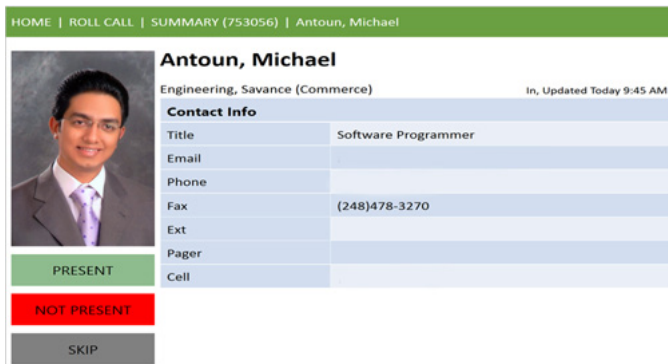 HOME | ROLL CALL | SUMMARY (753056) | Antoun, Michael
Antoun, Michael
Engineering, Savance (Commerce) In, Updated Today 9:45 AM
Contact Info
Title Software Programmer
Email
Phone
Fax (248)478-3270
Ext
Pager
Cell
PRESENT
NOT PRESENT
SKIP